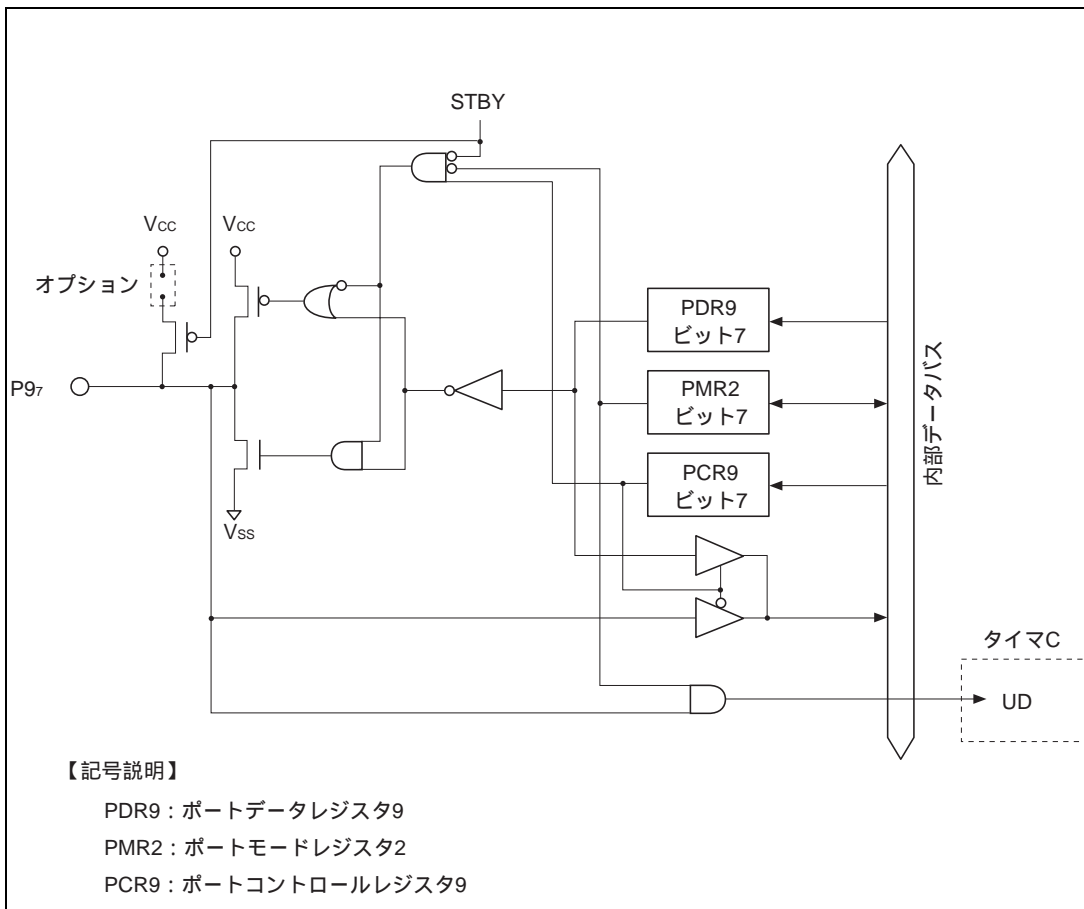 STBY
VCC
VCC
オプション
PDR9
ビット7
P97
PMR2
ビット7
内部データバス
PCR9
ビット7
VSS
タイマC
UD
【記号説明】
PDR9：ポートデータレジスタ9
PMR2：ポートモードレジスタ2
PCR9：ポートコントロールレジスタ9